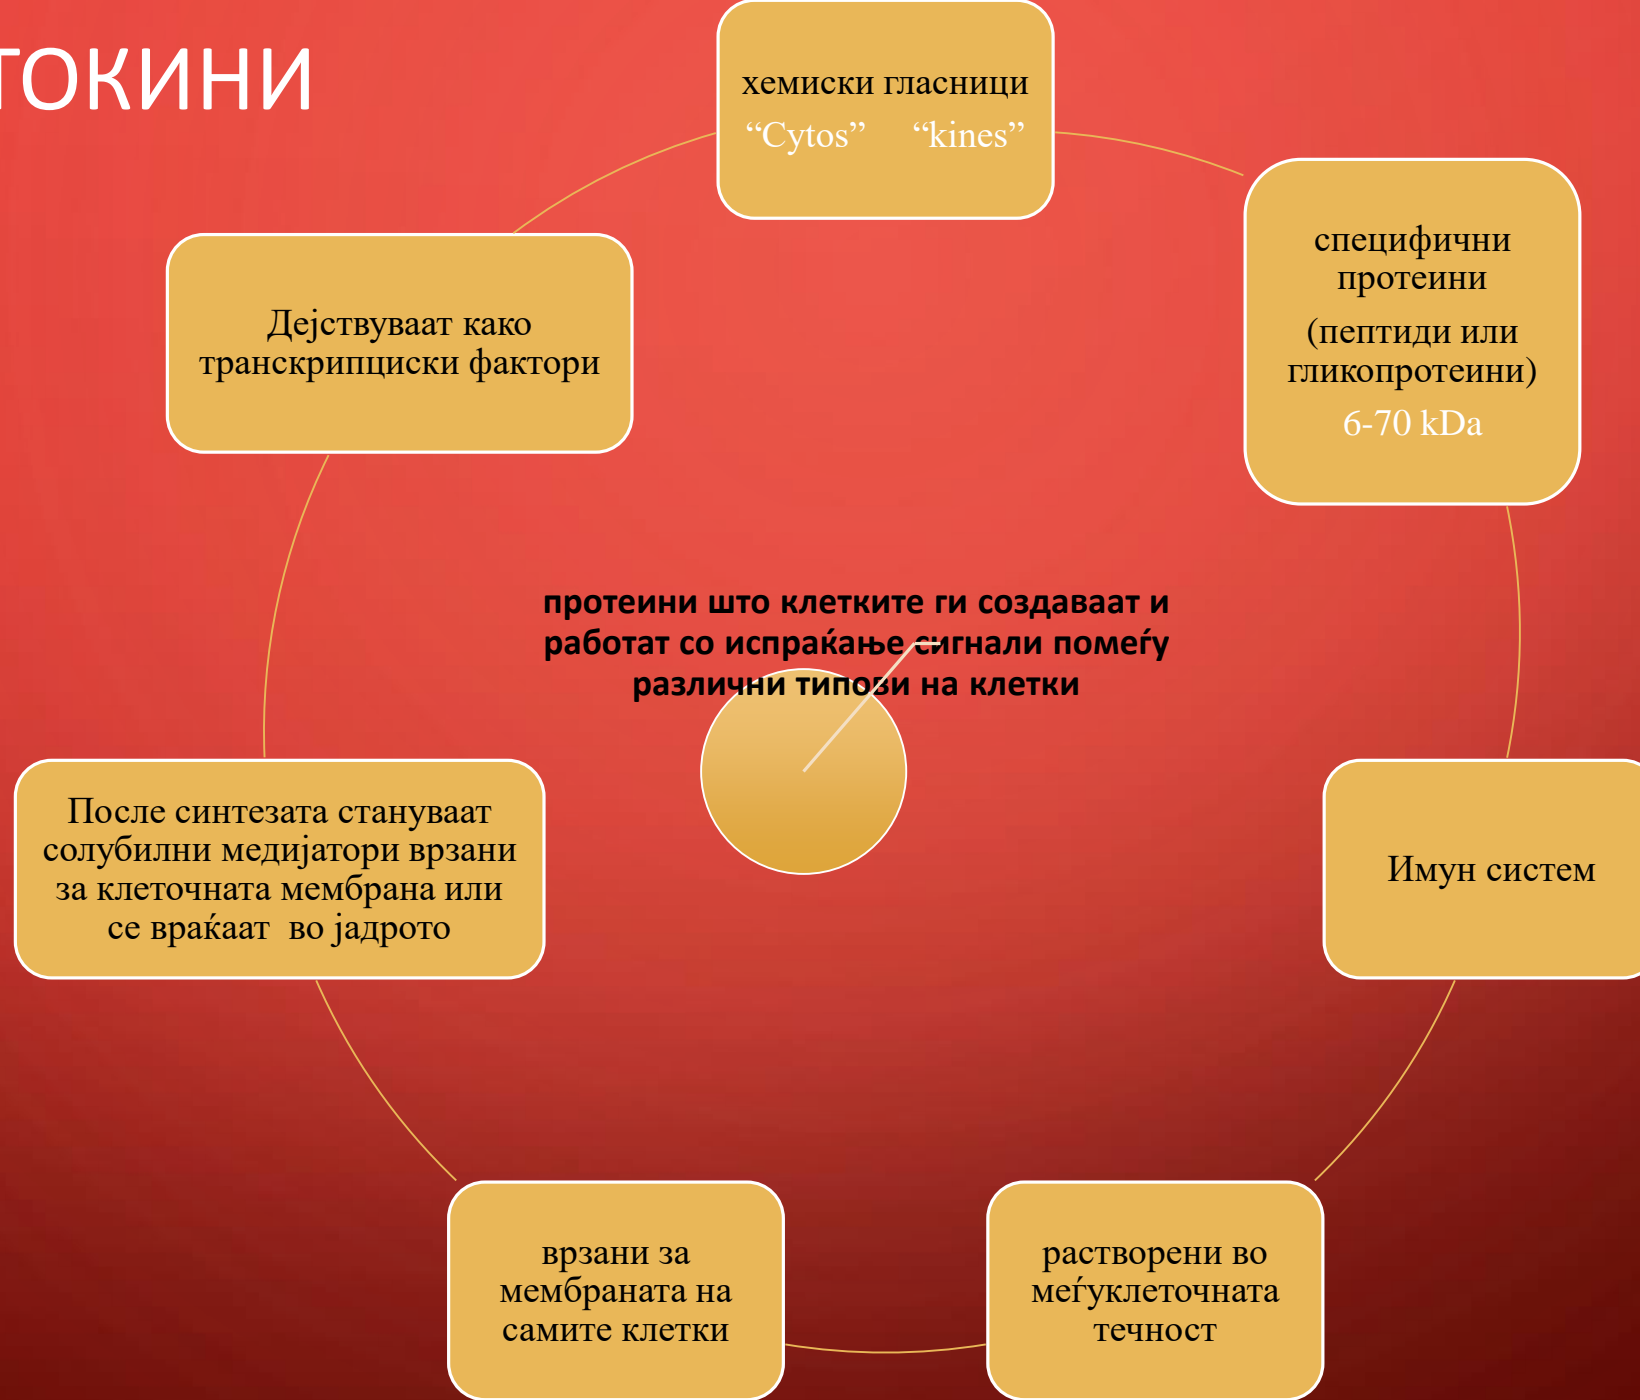 ТОКИНИ
хемиски гласници
“Cytos” “kines”
специфични
протеини
(пептиди или
гликопротеини)
6-70 kDa
Имун систем
растворени во
меѓуклеточната
течност
врзани за
мембраната на
самите клетки
После синтезата стануваат
солубилни медијатори врзани
за клеточната мембрана или
се враќаат во јадрото
Дејствуваат како
транскрипциски фактори
протеини што клетките ги создаваат и
работат со испраќање сигнали помеѓу
различни типови на клетки